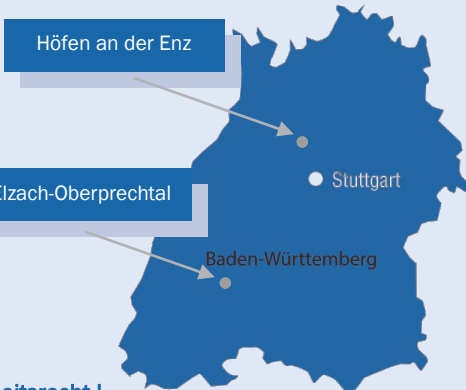 Höfen an der Enz
Stuttgart
Elzach-Oberprechtal
Baden-Württemberg